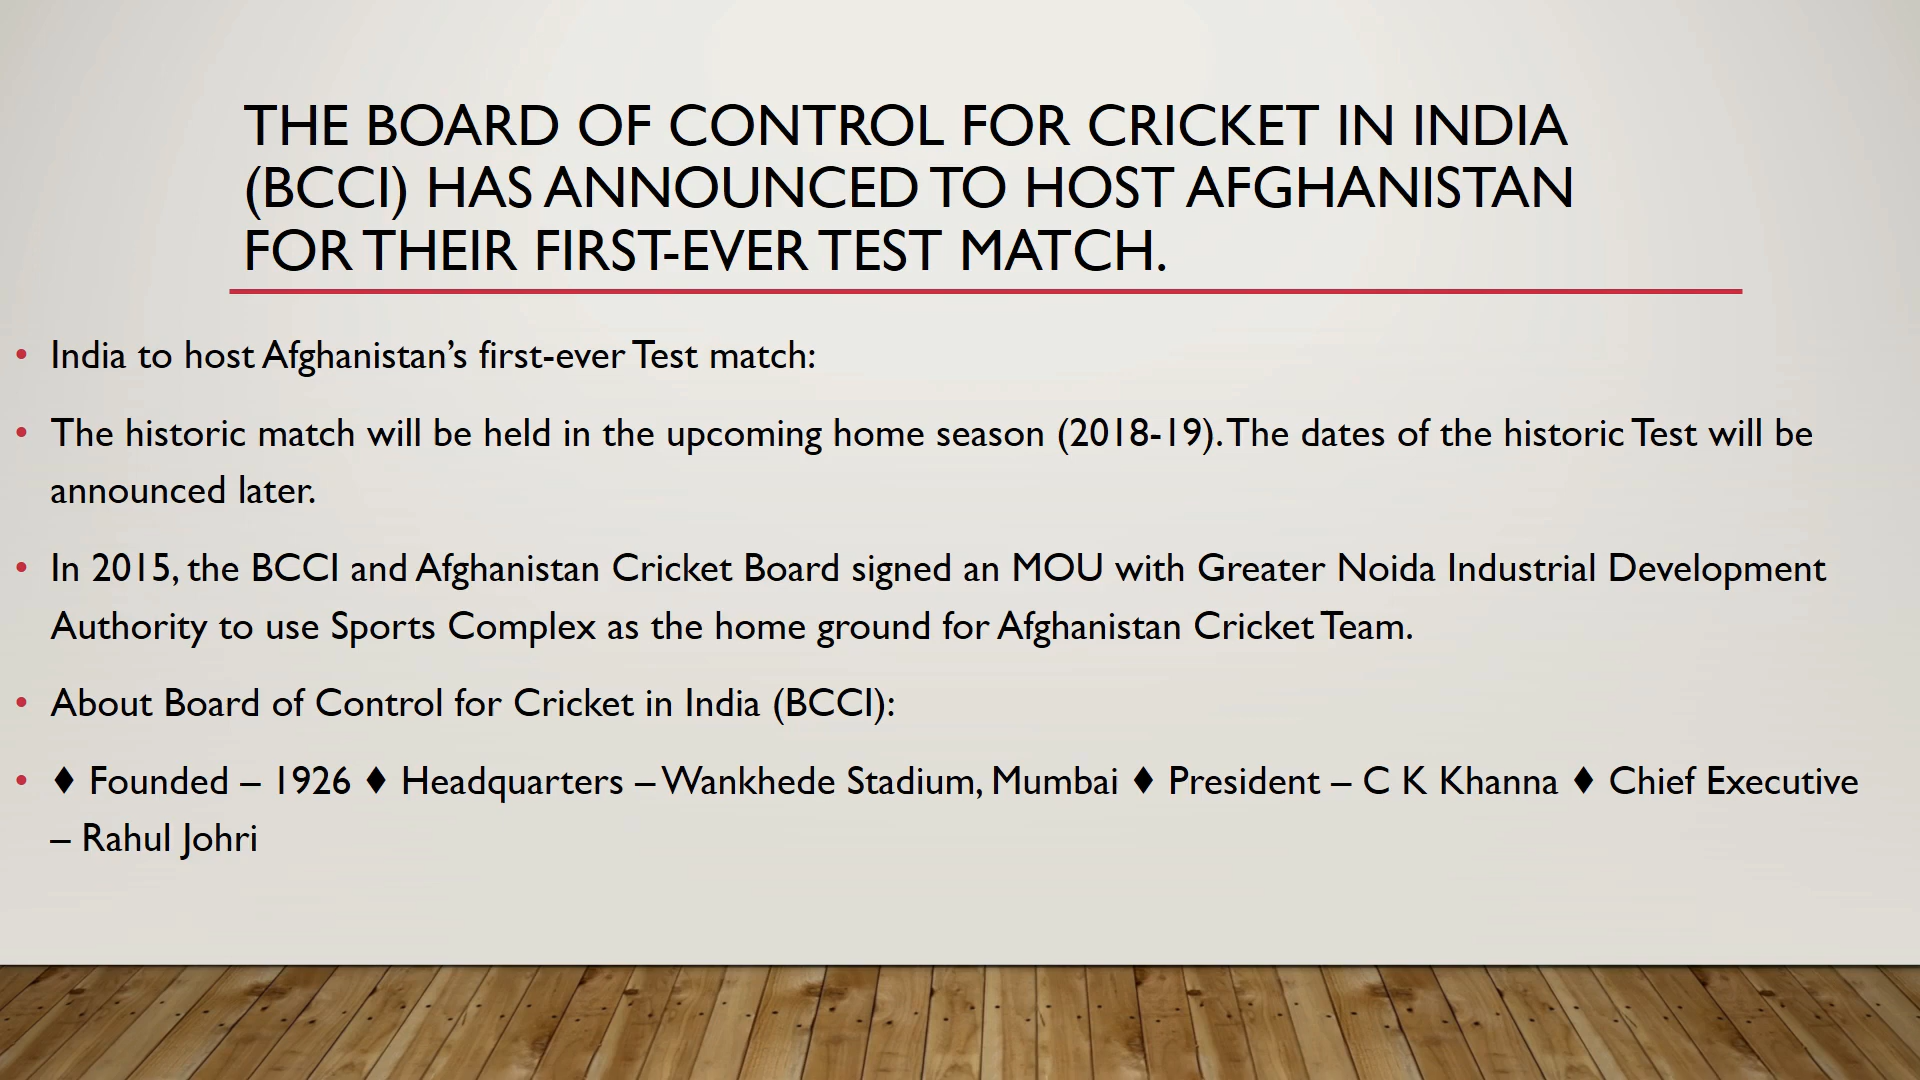 THE BOARD OF CONTROL FOR CRICKET IN INDIA
(BCCI) HAS ANNOUNCED TO HOST AFGHANISTAN
FOR THEIR FIRST-EVER TEST MATCH.
• India to host Afghanistan’s first-ever Test match:
• The historic match will be held in the upcoming home season (2018-19). The dates of the historic Test will be
announced later.
• In 2015, the BCCI and Afghanistan Cricket Board signed an MOU with Greater Noida Industrial Development
Authority to use Sports Complex as the home ground for Afghanistan Cricket Team.
• About Board of Control for Cricket in India (BCCI):
• ♦ Founded – 1926 ♦ Headquarters – Wankhede Stadium, Mumbai ♦ President – C K Khanna ♦ Chief Executive
– Rahul Johri